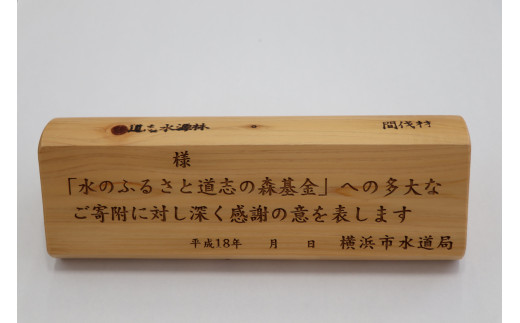 道志水源林 間伐材
様
「水のふるさと道志の森基金」への多大な
ご寄附に対し深く感謝の意を表します
平成18年 月 日 横浜市水道局